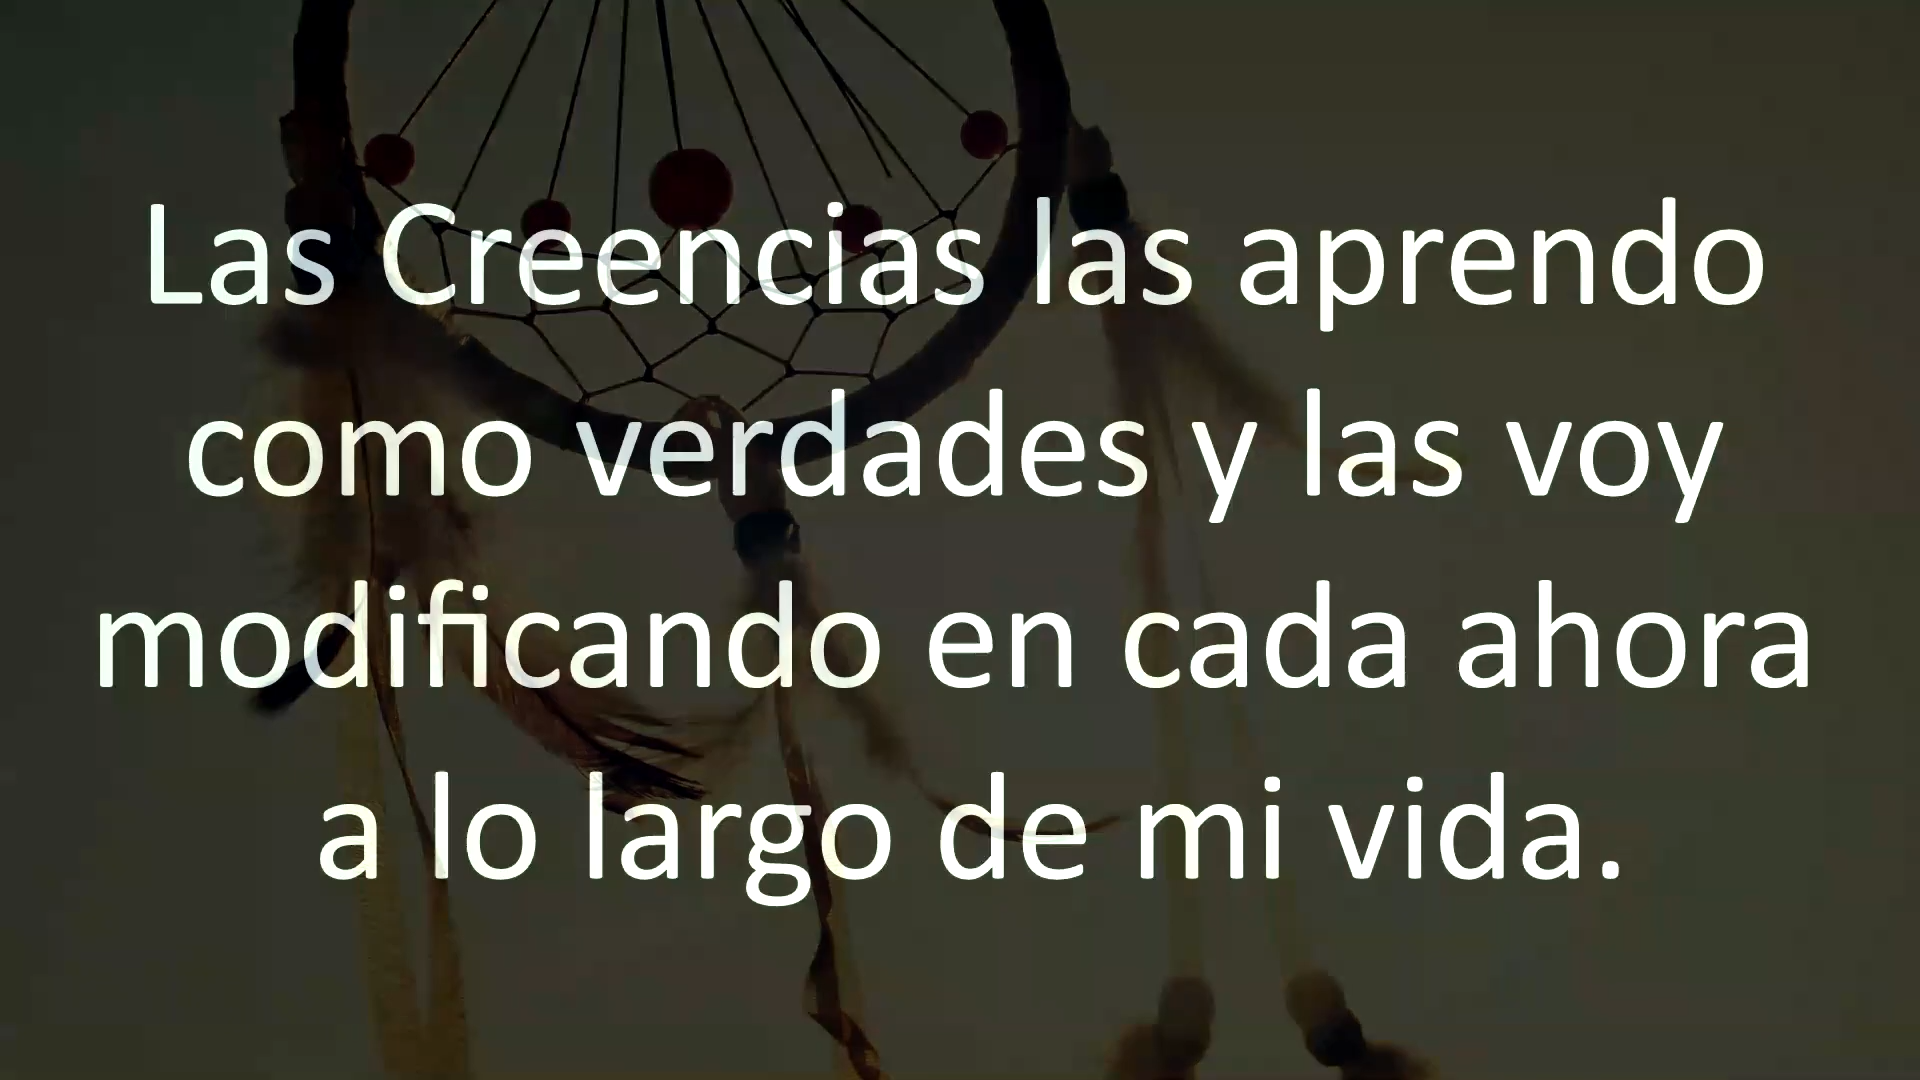 Las Creencias las aprendo
como verdades y las voy
modificando en cada ahora
a lo largo de mi vida.